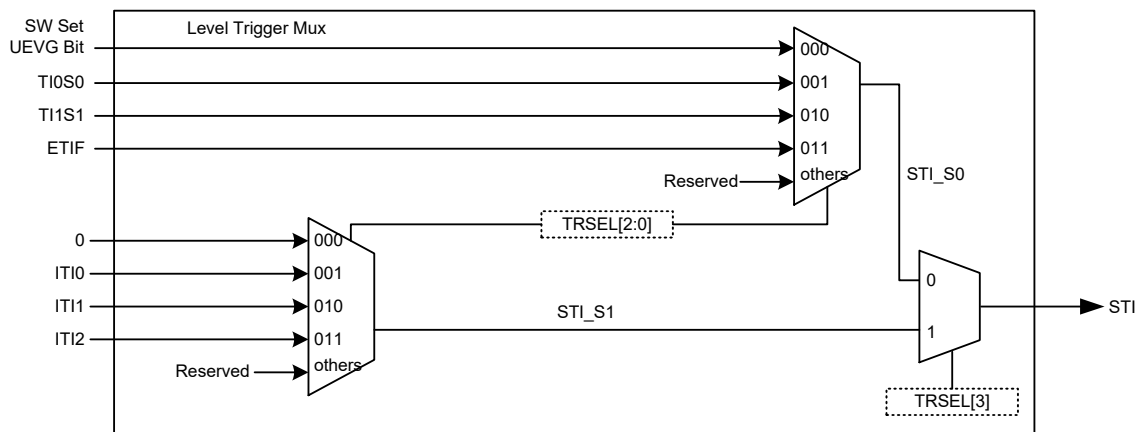 SW Set
UEVG Bit
Level Trigger Mux
000
TI0S0
001
TI1S1
010
ETIF
011
others
Reserved
STI_S0
TRSEL[2:0]
0
000
ITI0
001
0
ITI1
010
STI_S1
STI
ITI2
011
1
others
Reserved
TRSEL[3]